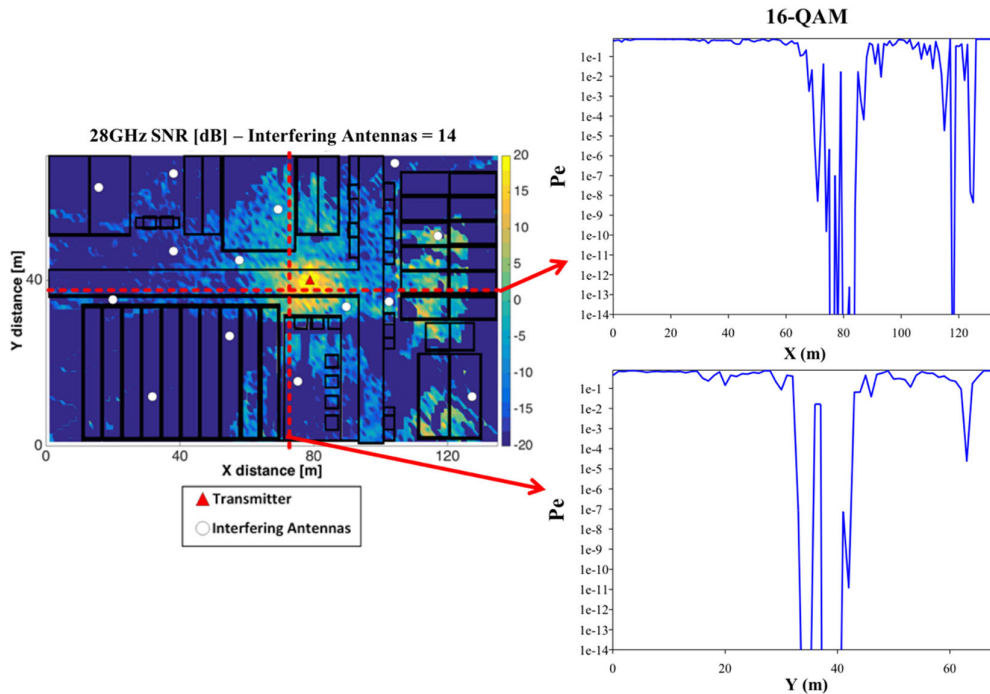 16-QAM
28GHz SNR [dB] – Interfering Antennas = 14
20
15
10
5
0
-5
-10
-15
-20
Y distance [m]
40
0
0
40
80
120
X distance [m]
Transmitter
Interfering Antennas
Pe
1e-1
1e-2
1e-3
1e-4
1e-5
1e-6
1e-7
1e-8
1e-9
1e-10
1e-11
1e-12
1e-13
1e-14
0
20
40
60
80
100
120
X (m)
Pe
1e-1
1e-2
1e-3
1e-4
1e-5
1e-6
1e-7
1e-8
1e-9
1e-10
1e-11
1e-12
1e-13
1e-14
0
20
40
60
Y (m)